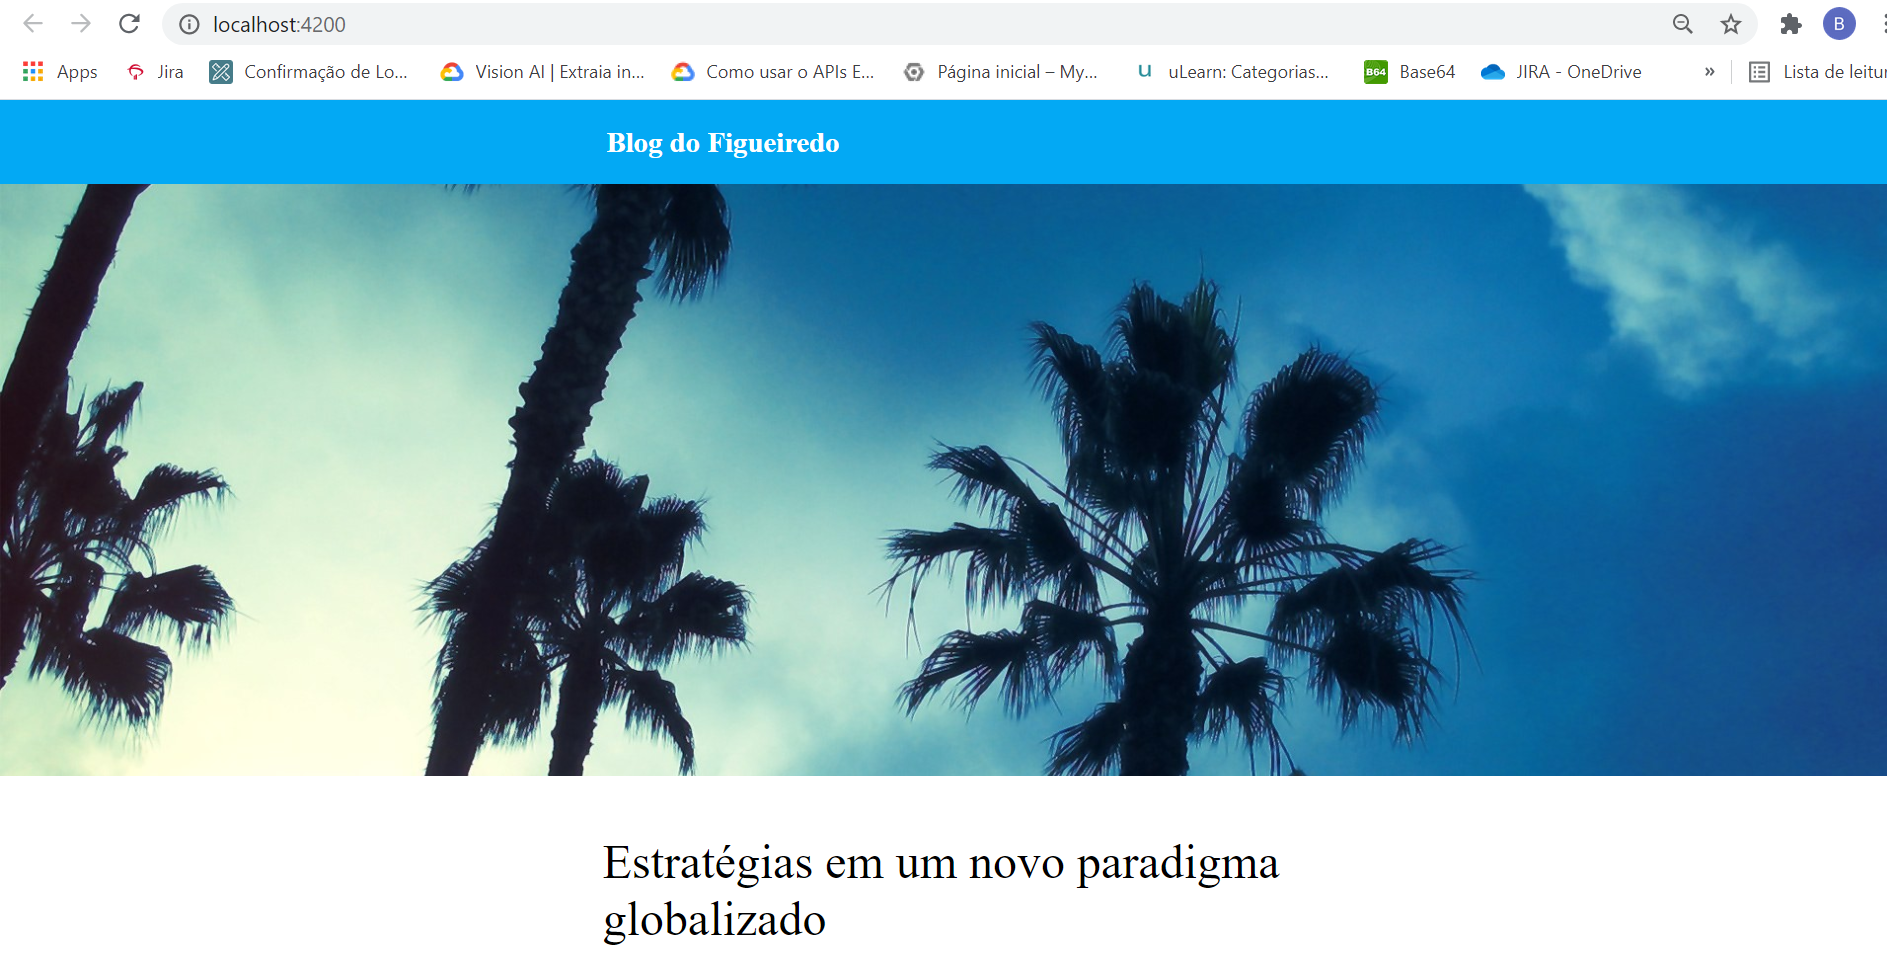 localhost:4200
B
Apps
Jira
Confirmação de Lo...
Vision AI | Extraia in...
Como usar o APIs E...
Página inicial – My...
u uLearn: Categorias...
B64 Base64
JIRA - OneDrive
»
Lista de leitur
Blog do Figueiredo
Estratégias em um novo paradigma
globalizado